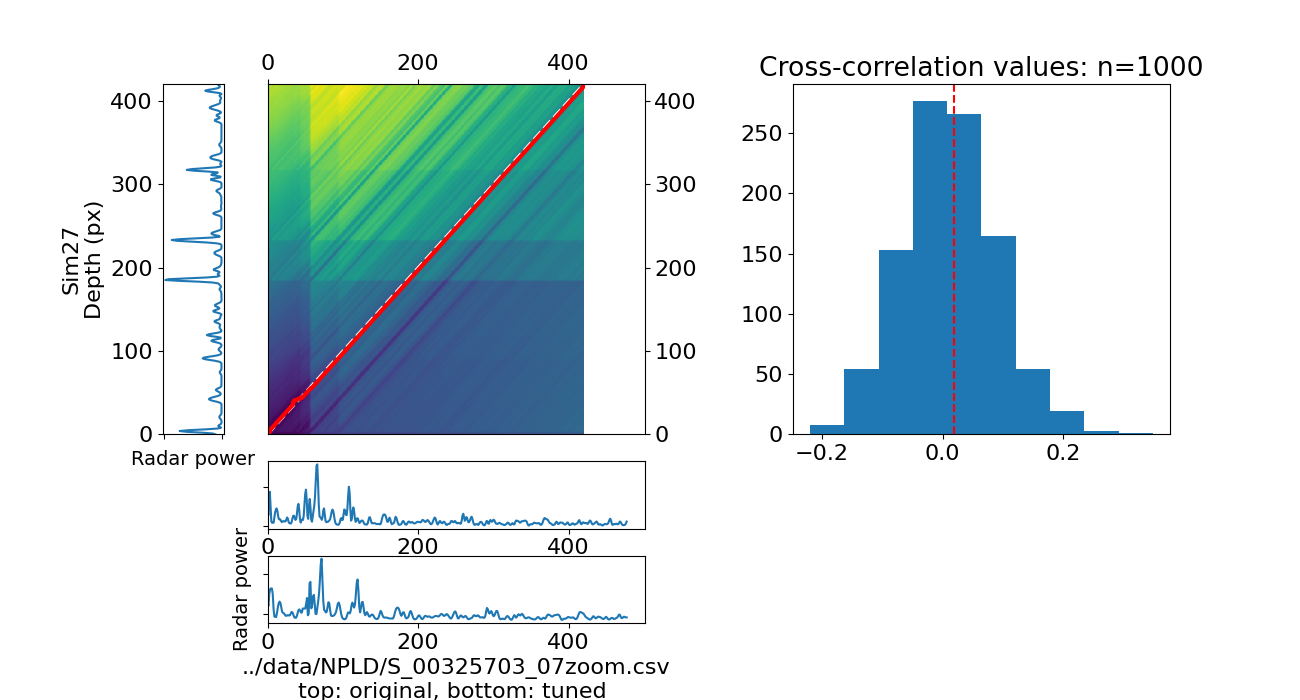 Cross-correlation values: n=1000
0 200 400
400
300
200
100
0
Sim27
Depth (px)
Radar power
400
300
200
100
0
250
200
150
100
50
0
−0.2 0.0 0.2
0 200 400
Radar power
0 200 400
../data/NPLD/S_00325703_07zoom.csv
top: original, bottom: tuned